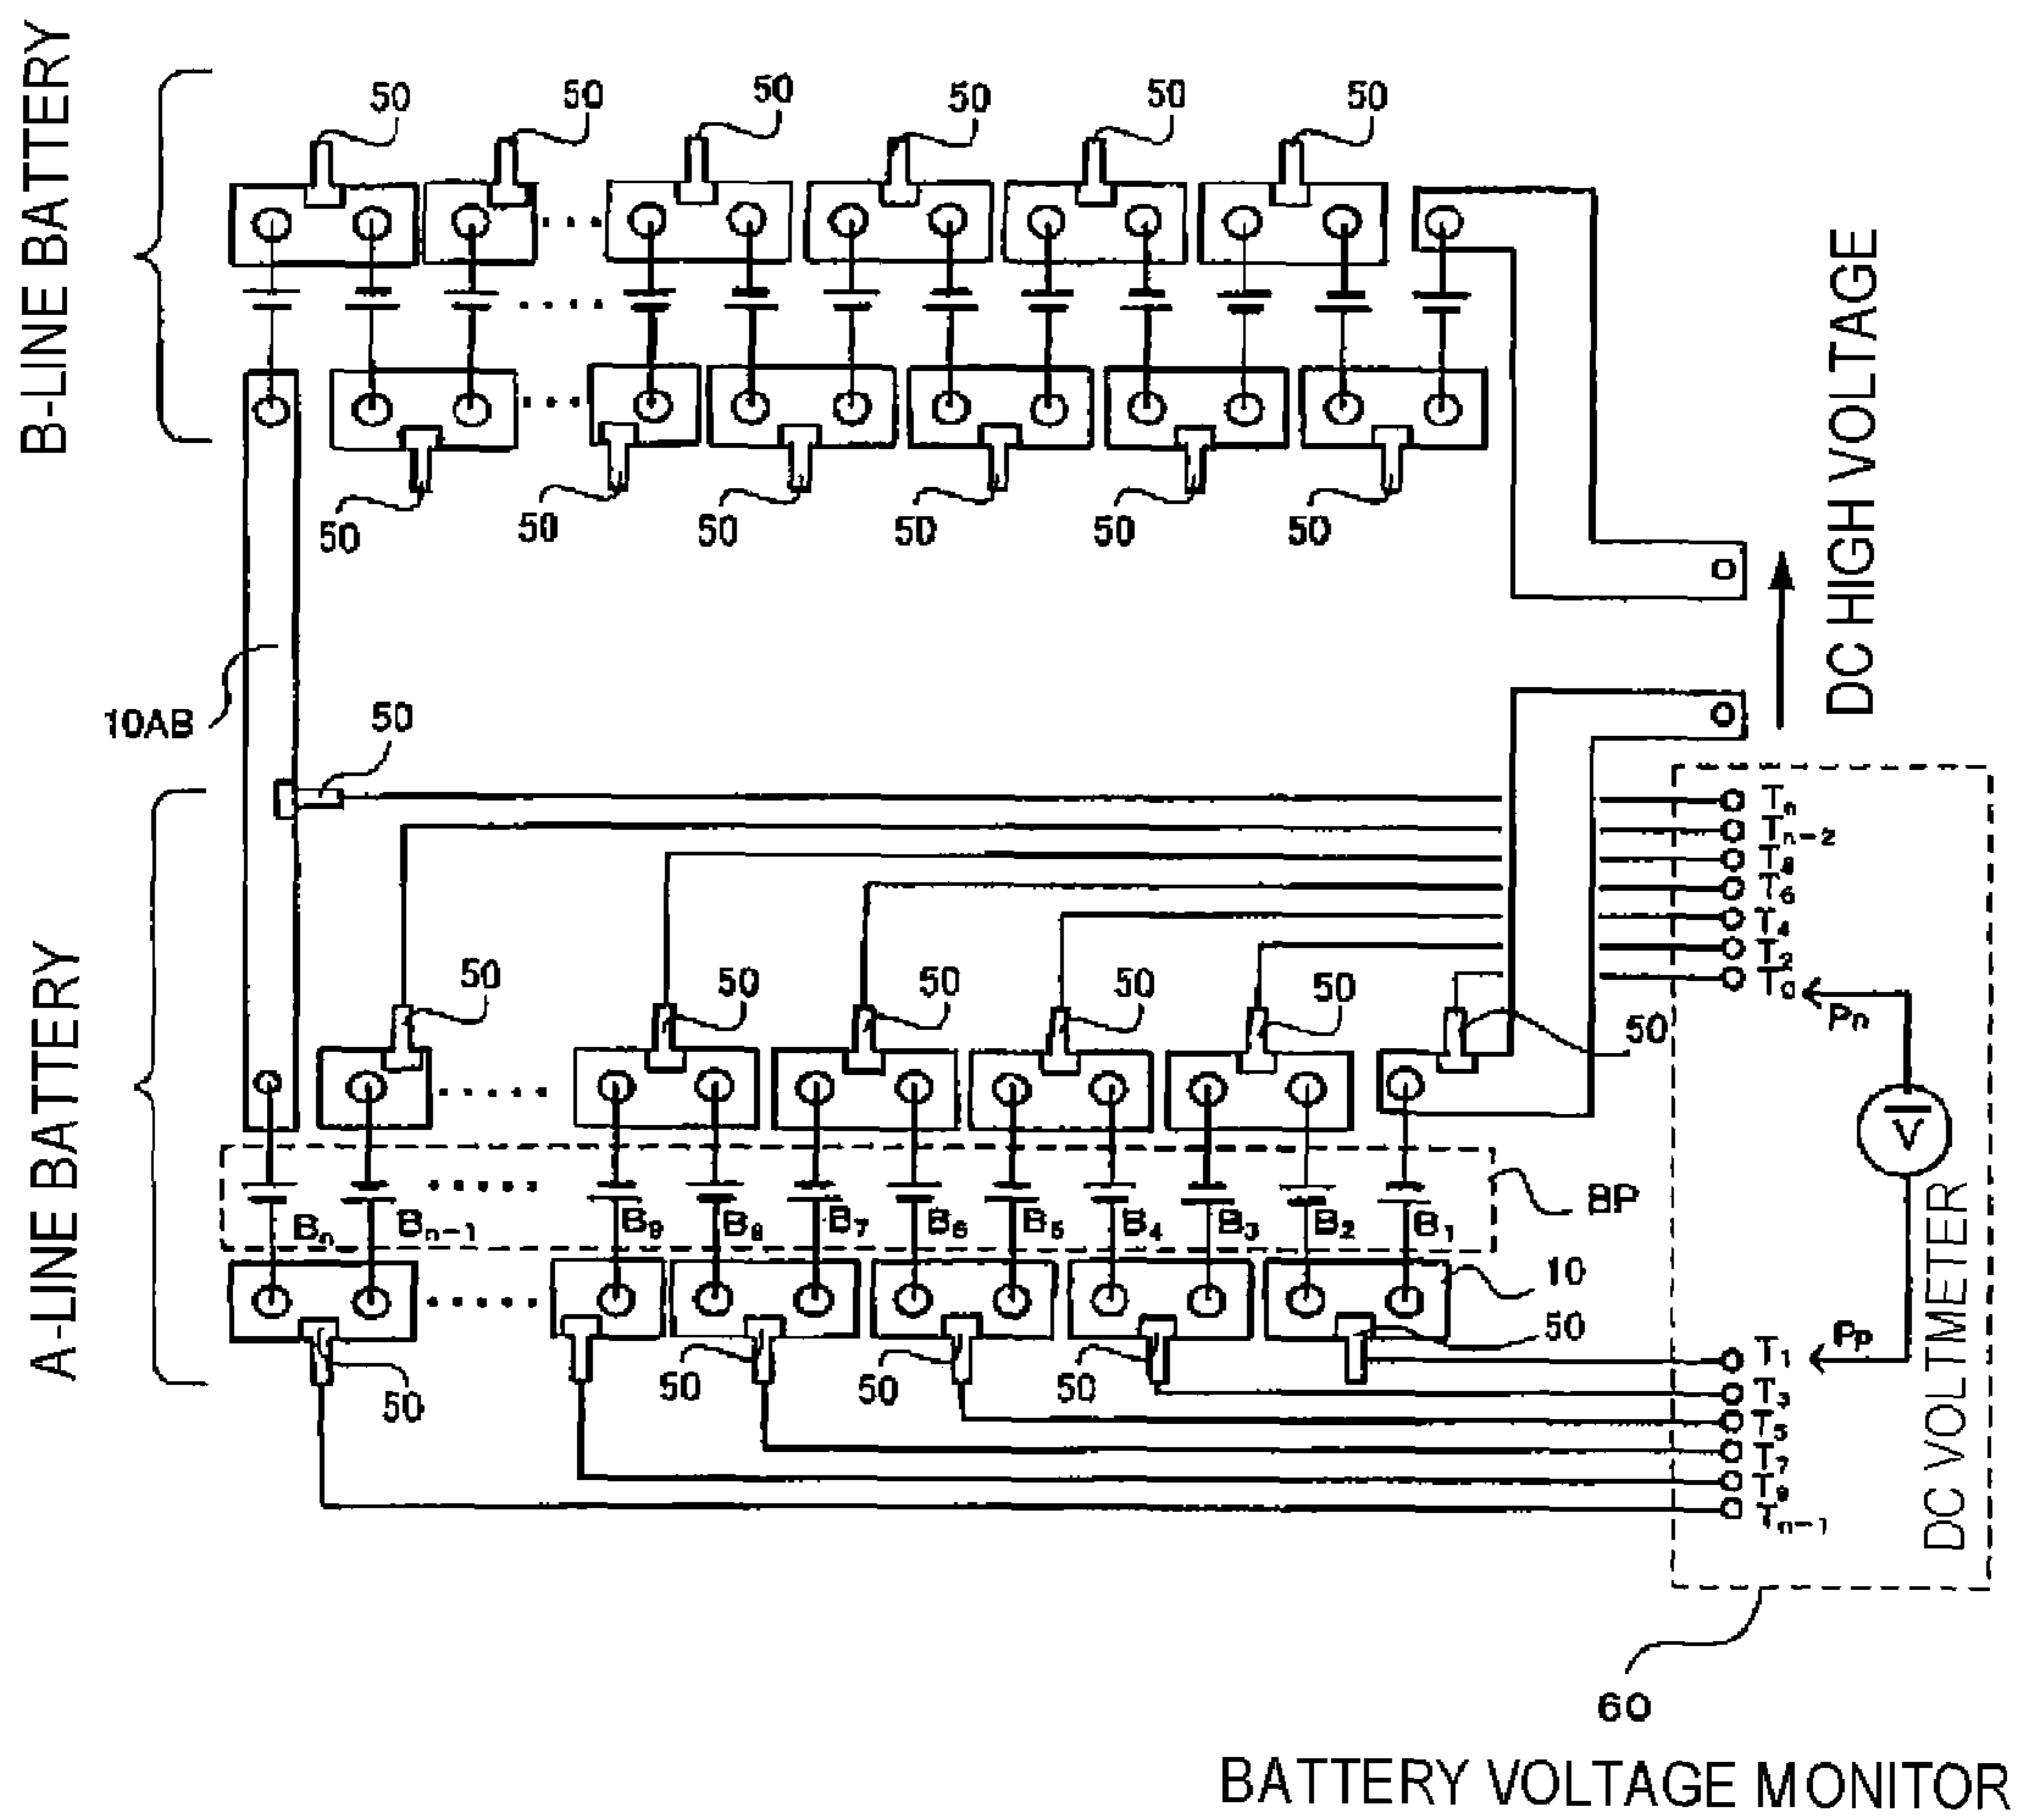 B-LINE BATTERY
50 50 50 50 50 50
50 50 50 50 50 50
DC HIGH VOLTAGE
10AB
50
A-LINE BATTERY
Tn
Tn-2
T8
T6
T4
T2
T0
50 50 50 50 50
50
Pn
V
BP
Bn Bn-1 B9 B8 B7 B6 B5 B4 B3 B2 B1
10
50
50 50 50 50
Pp
T1
T3
T5
T7
T9
Tn-1
DC VOLTMETER
60
BATTERY VOLTAGE MONITOR